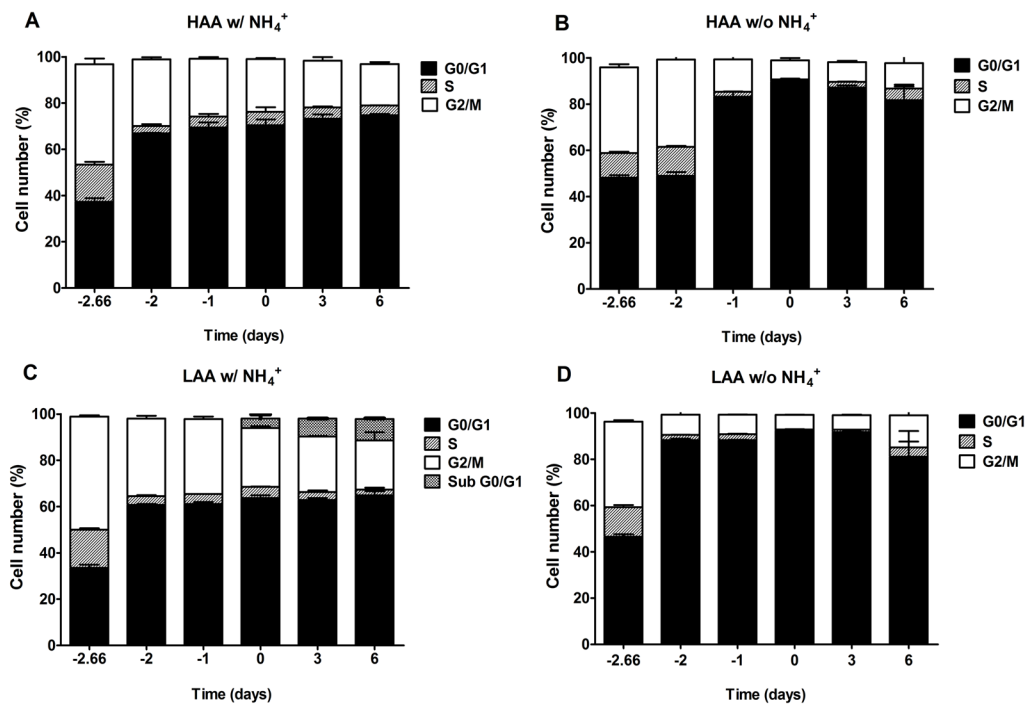 A
HAA w/ NH₄⁺
Cell number (%)
100
80
60
40
20
0
-2.66 -2 -1 0 3 6
Time (days)
G0/G1
S
G2/M
B
HAA w/o NH₄⁺
Cell number (%)
100
80
60
40
20
0
-2.66 -2 -1 0 3 6
Time (days)
G0/G1
S
G2/M
C
LAA w/ NH₄⁺
Cell number (%)
100
80
60
40
20
0
-2.66 -2 -1 0 3 6
Time (days)
G0/G1
S
G2/M
Sub G0/G1
D
LAA w/o NH₄⁺
Cell number (%)
100
80
60
40
20
0
-2.66 -2 -1 0 3 6
Time (days)
G0/G1
S
G2/M